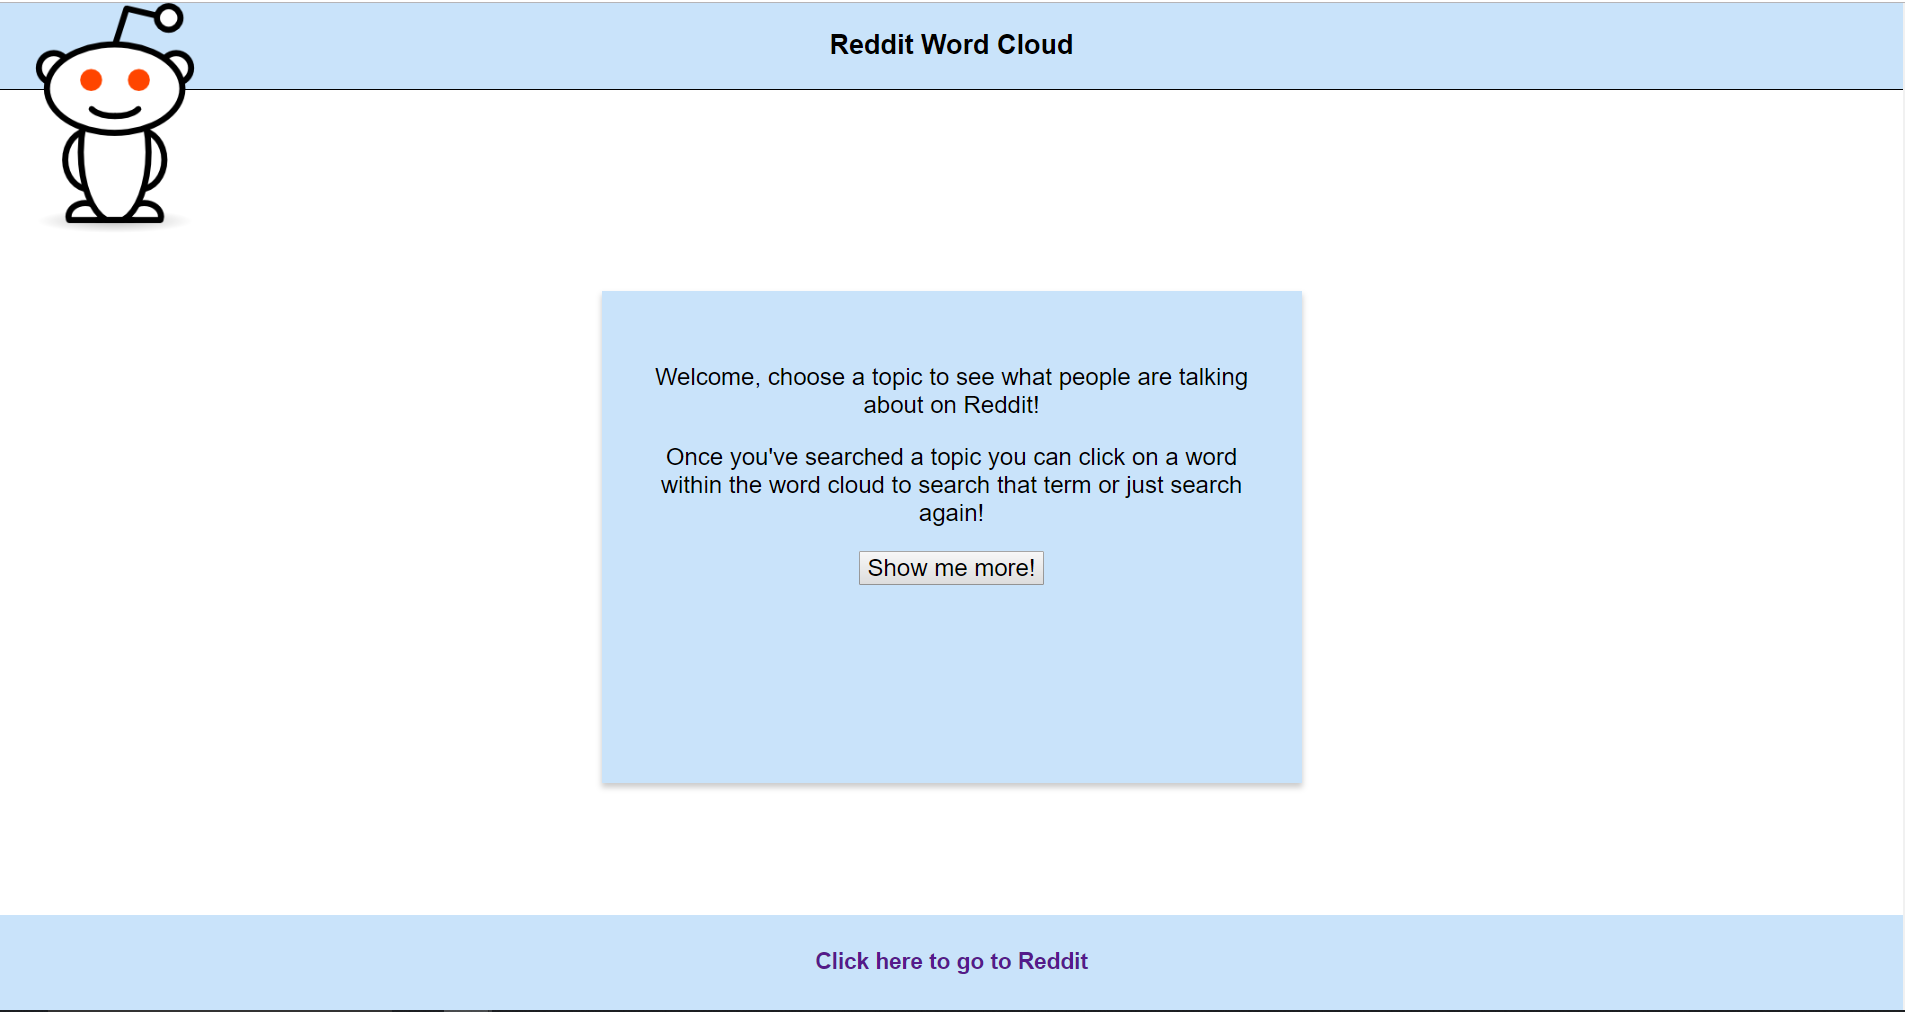 Reddit Word Cloud
Welcome, choose a topic to see what people are talking
about on Reddit!
Once you've searched a topic you can click on a word
within the word cloud to search that term or just search
again!
Show me more!
Click here to go to Reddit